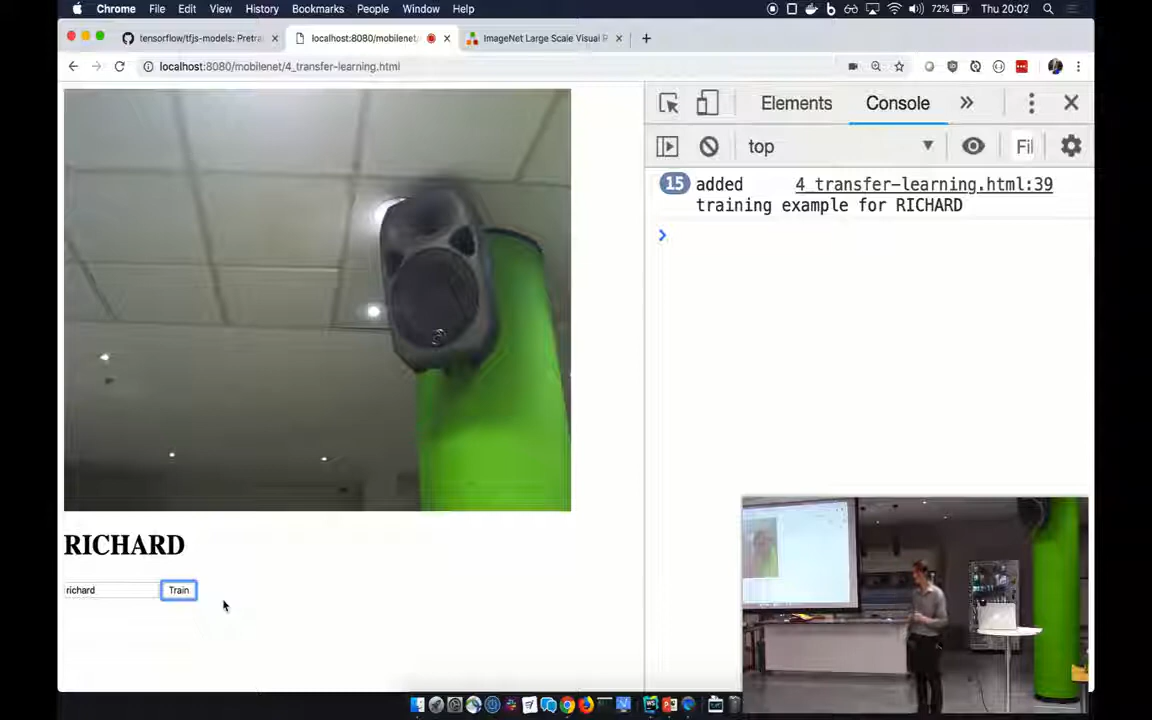 Chrome File Edit View History Bookmarks People Window Help 72% Thu 20:02
tensorflow/tfjs-models: Pretra
localhost:8080/mobilenet/
ImageNet Large Scale Visual R
localhost:8080/mobilenet/4_transfer-learning.html
Elements Console »
top Fil
15 added 4_transfer-learning.html:39
training example for RICHARD
RICHARD
richard Train